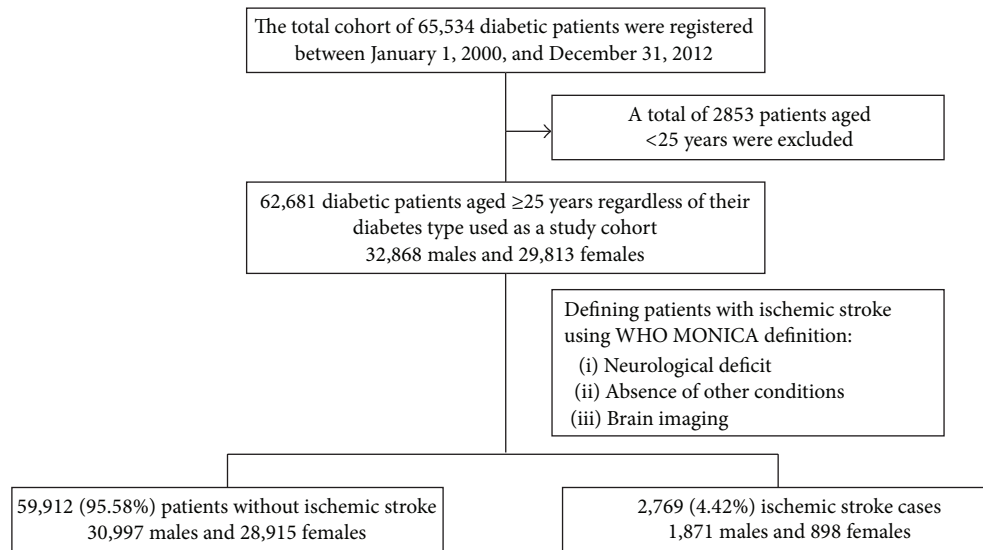 The total cohort of 65,534 diabetic patients were registered
between January 1, 2000, and December 31, 2012
A total of 2853 patients aged
<25 years were excluded
62,681 diabetic patients aged ≥25 years regardless of their
diabetes type used as a study cohort
32,868 males and 29,813 females
Defining patients with ischemic stroke
using WHO MONICA definition:
(i) Neurological deficit
(ii) Absence of other conditions
(iii) Brain imaging
59,912 (95.58%) patients without ischemic stroke
30,997 males and 28,915 females
2,769 (4.42%) ischemic stroke cases
1,871 males and 898 females